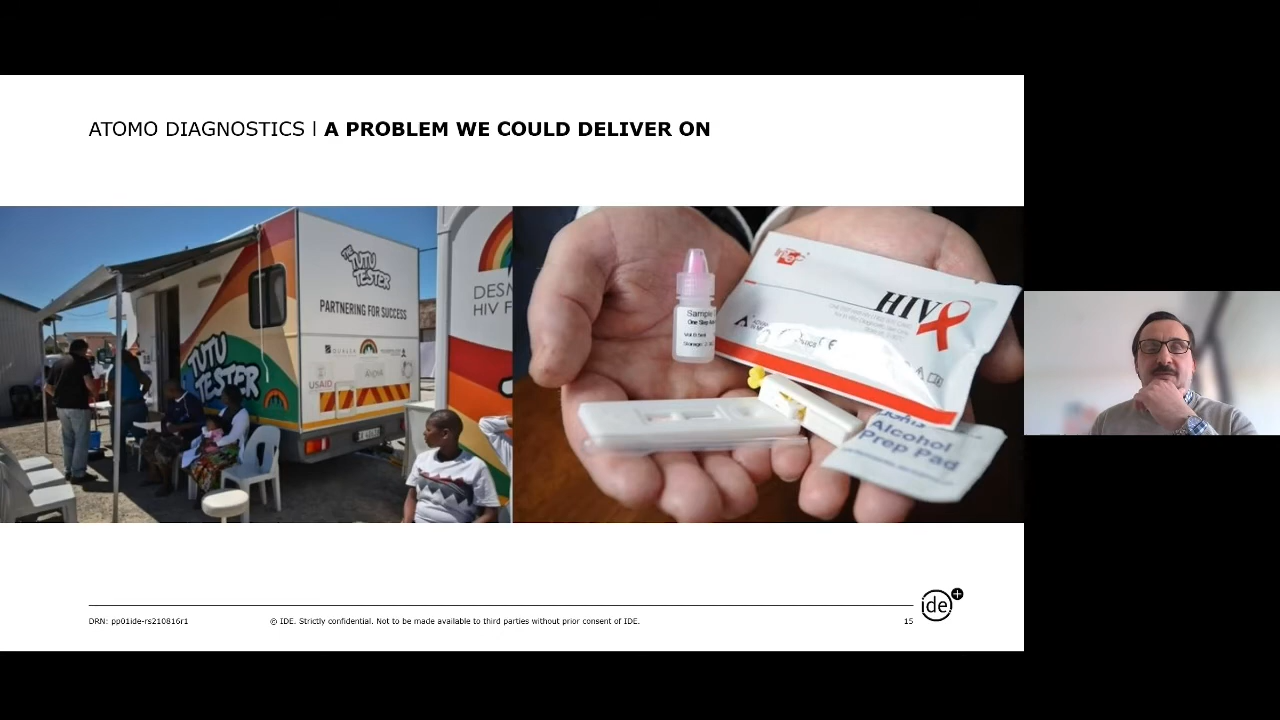 ATOMO DIAGNOSTICS | A PROBLEM WE COULD DELIVER ON
THE
TUTU
TESTER
PARTNERING FOR SUCCESS
USAID
TUTU
TESTER
DESM
HIV F
Sample
One Step
HIV
Alcohol
Prep Pad
DRN: pp01ide-rs210816r1
© IDE. Strictly confidential. Not to be made available to third parties without prior consent of IDE.
15
ide+